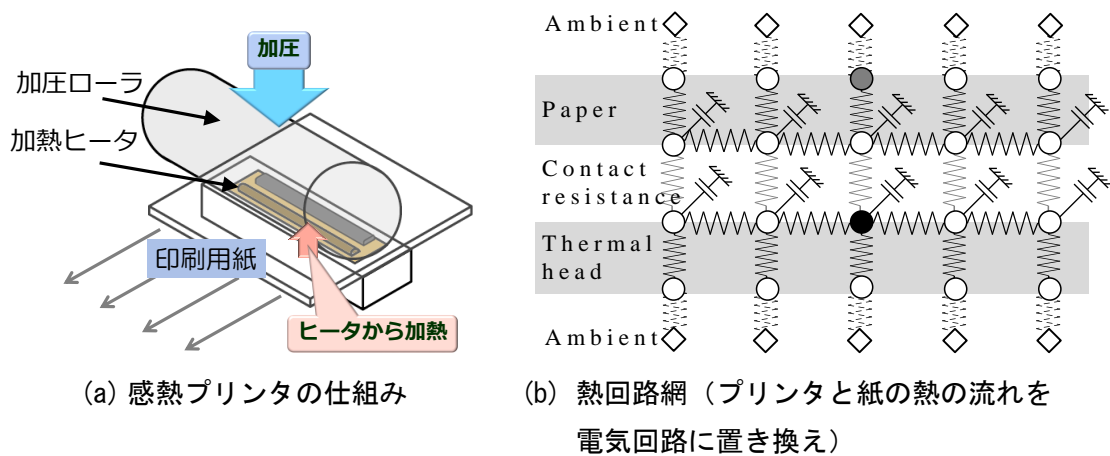 加圧
加圧ローラ
加熱ヒータ
印刷用紙
ヒータから加熱
(a) 感熱プリンタの仕組み
Ambient
Paper
Contact
resistance
Thermal
head
Ambient
(b) 熱回路網（プリンタと紙の熱の流れを
電気回路に置き換え）